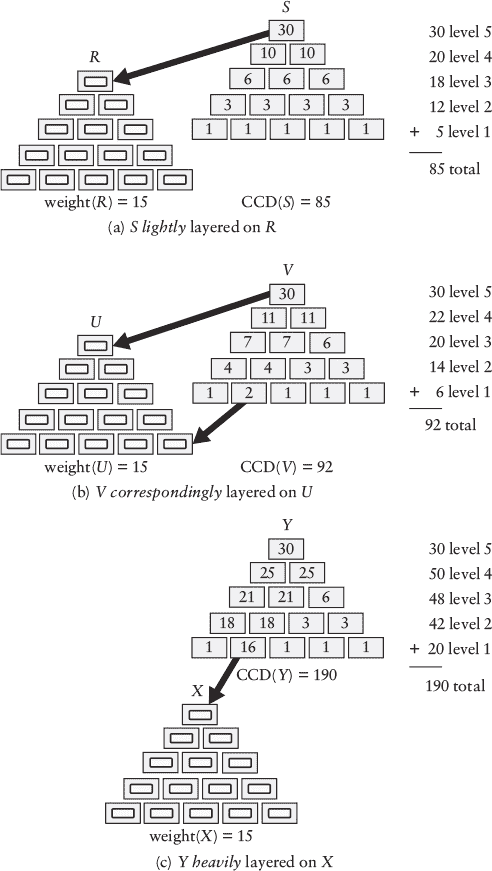 S
30
30 level 5
10 10
20 level 4
R
6 6 6
18 level 3
3 3 3 3
12 level 2
1 1 1 1 1
+ 5 level 1
85 total
weight(R) = 15
CCD(S) = 85
(a) S lightly layered on R
V
30
30 level 5
11 11
22 level 4
U
7 7 6
20 level 3
4 4 3 3
14 level 2
1 2 1 1 1
+ 6 level 1
92 total
weight(U) = 15
CCD(V) = 92
(b) V correspondingly layered on U
Y
30
30 level 5
25 25
50 level 4
21 21 6
48 level 3
18 18 3 3
42 level 2
1 16 1 1 1
+ 20 level 1
CCD(Y) = 190
190 total
X
weight(X) = 15
(c) Y heavily layered on X